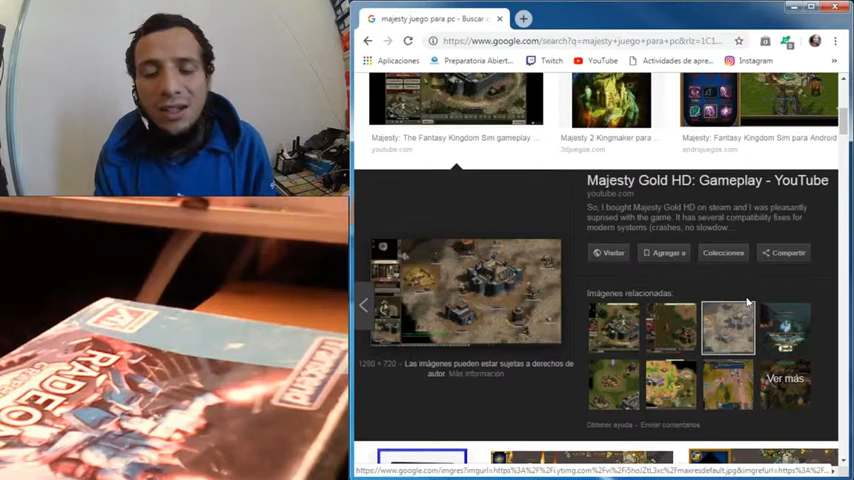 majesty juego para pc - Buscar c
https://www.google.com/search?q=majesty+juego+para+pc&rlz=1C1...
Aplicaciones
Preparatoria Abiert...
Twitch
YouTube
Actividades de apre...
Instagram
Majesty: The Fantasy Kingdom Sim gameplay ...
youtube.com
Majesty 2 Kingmaker para ...
3djuegos.com
Majesty: Fantasy Kingdom Sim para Android
androjuegos.com
Majesty Gold HD: Gameplay - YouTube
youtube.com
So, I bought Majesty Gold HD on steam and I was pleasantly
suprised with the game. It has several compatibility fixes for
modern systems (crashes, no slowdow...
Visitar
Agregar a
Colecciones
Compartir
Imágenes relacionadas:
Ver más
1280 × 720 - Las imágenes pueden estar sujetas a derechos de
autor. Más información
Obtener ayuda - Enviar comentarios
ATI
RADEO
Transcend